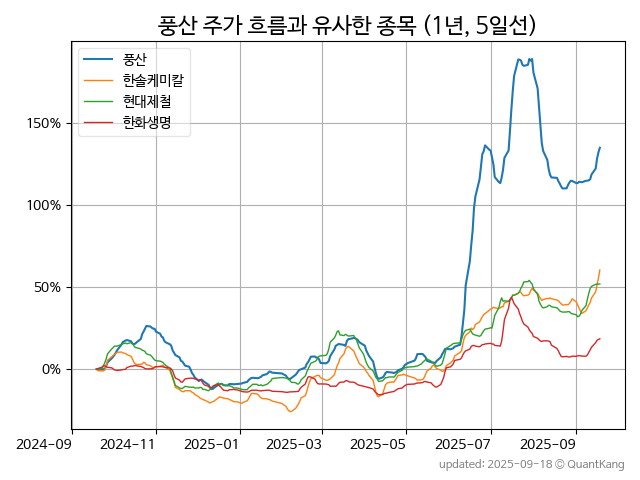 풍산 주가 흐름과 유사한 종목 (1년, 5일선)
풍산
한솔케미칼
현대제철
한화생명
150%
100%
50%
0%
2024-09 2024-11 2025-01 2025-03 2025-05 2025-07 2025-09
updated: 2025-09-18 © QuantKang